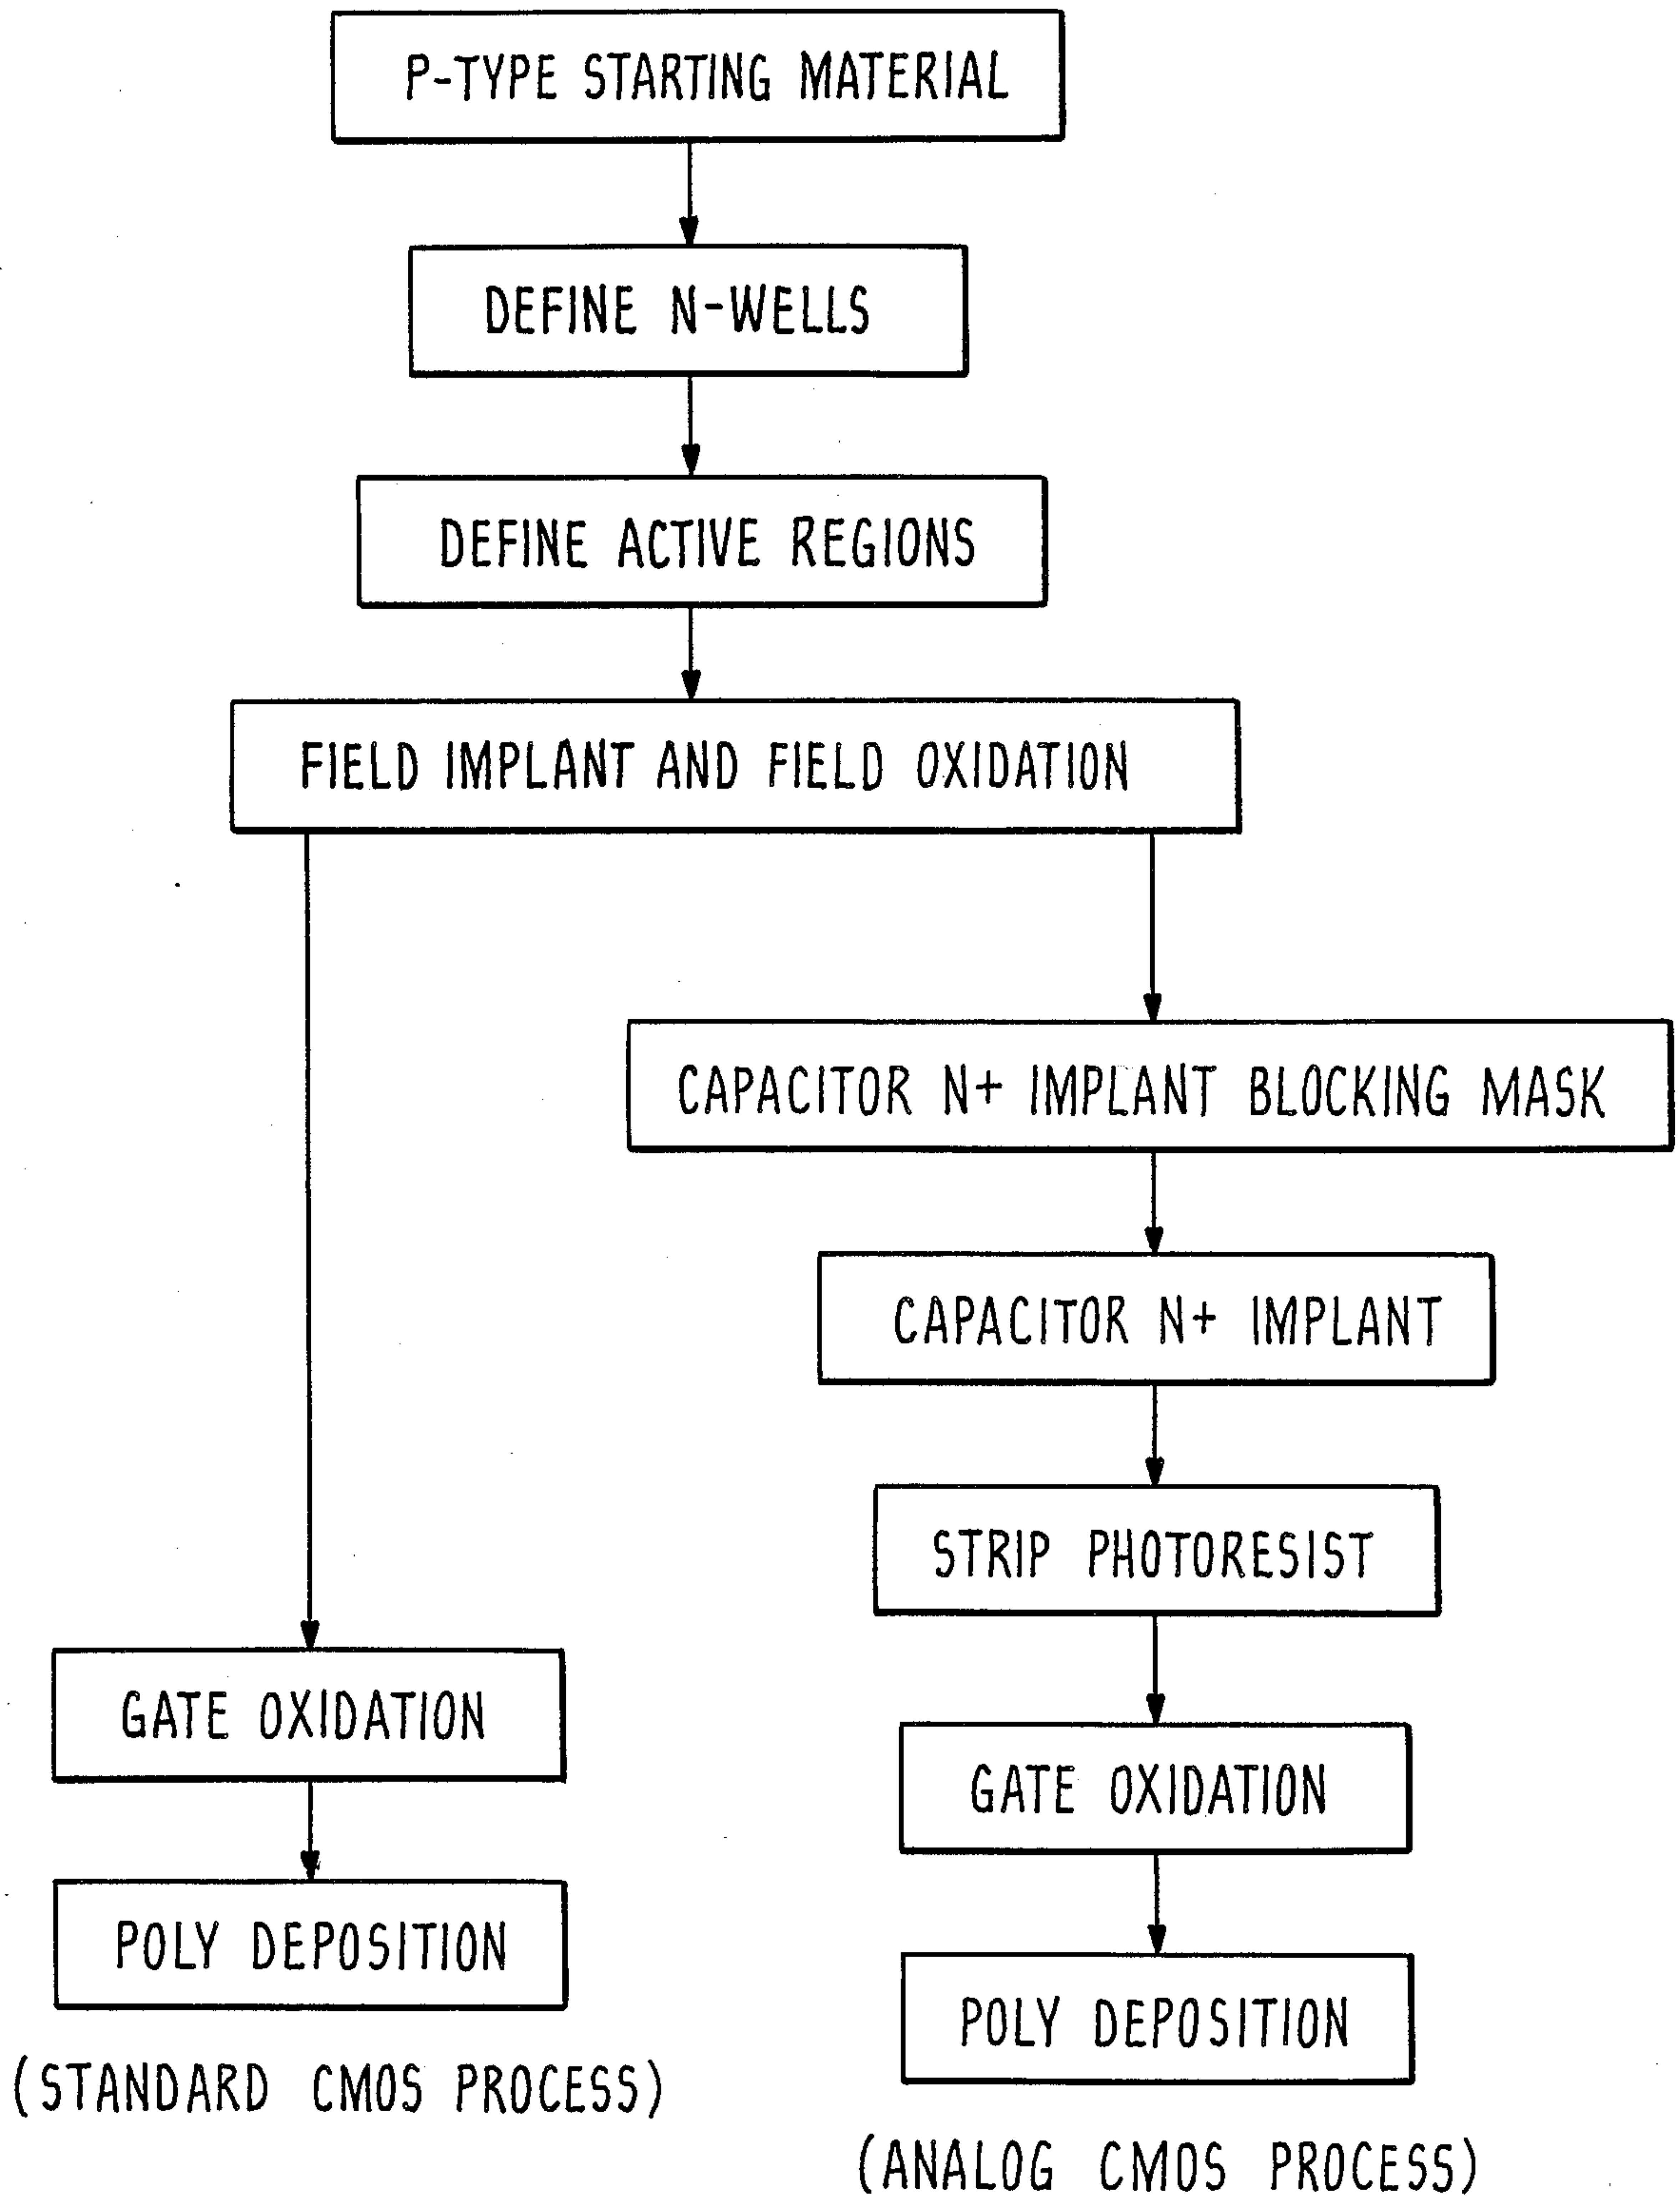 P-TYPE STARTING MATERIAL
DEFINE N-WELLS
DEFINE ACTIVE REGIONS
FIELD IMPLANT AND FIELD OXIDATION
CAPACITOR N+ IMPLANT BLOCKING MASK
CAPACITOR N+ IMPLANT
STRIP PHOTORESIST
GATE OXIDATION
POLY DEPOSITION
(STANDARD CMOS PROCESS)
GATE OXIDATION
POLY DEPOSITION
(ANALOG CMOS PROCESS)